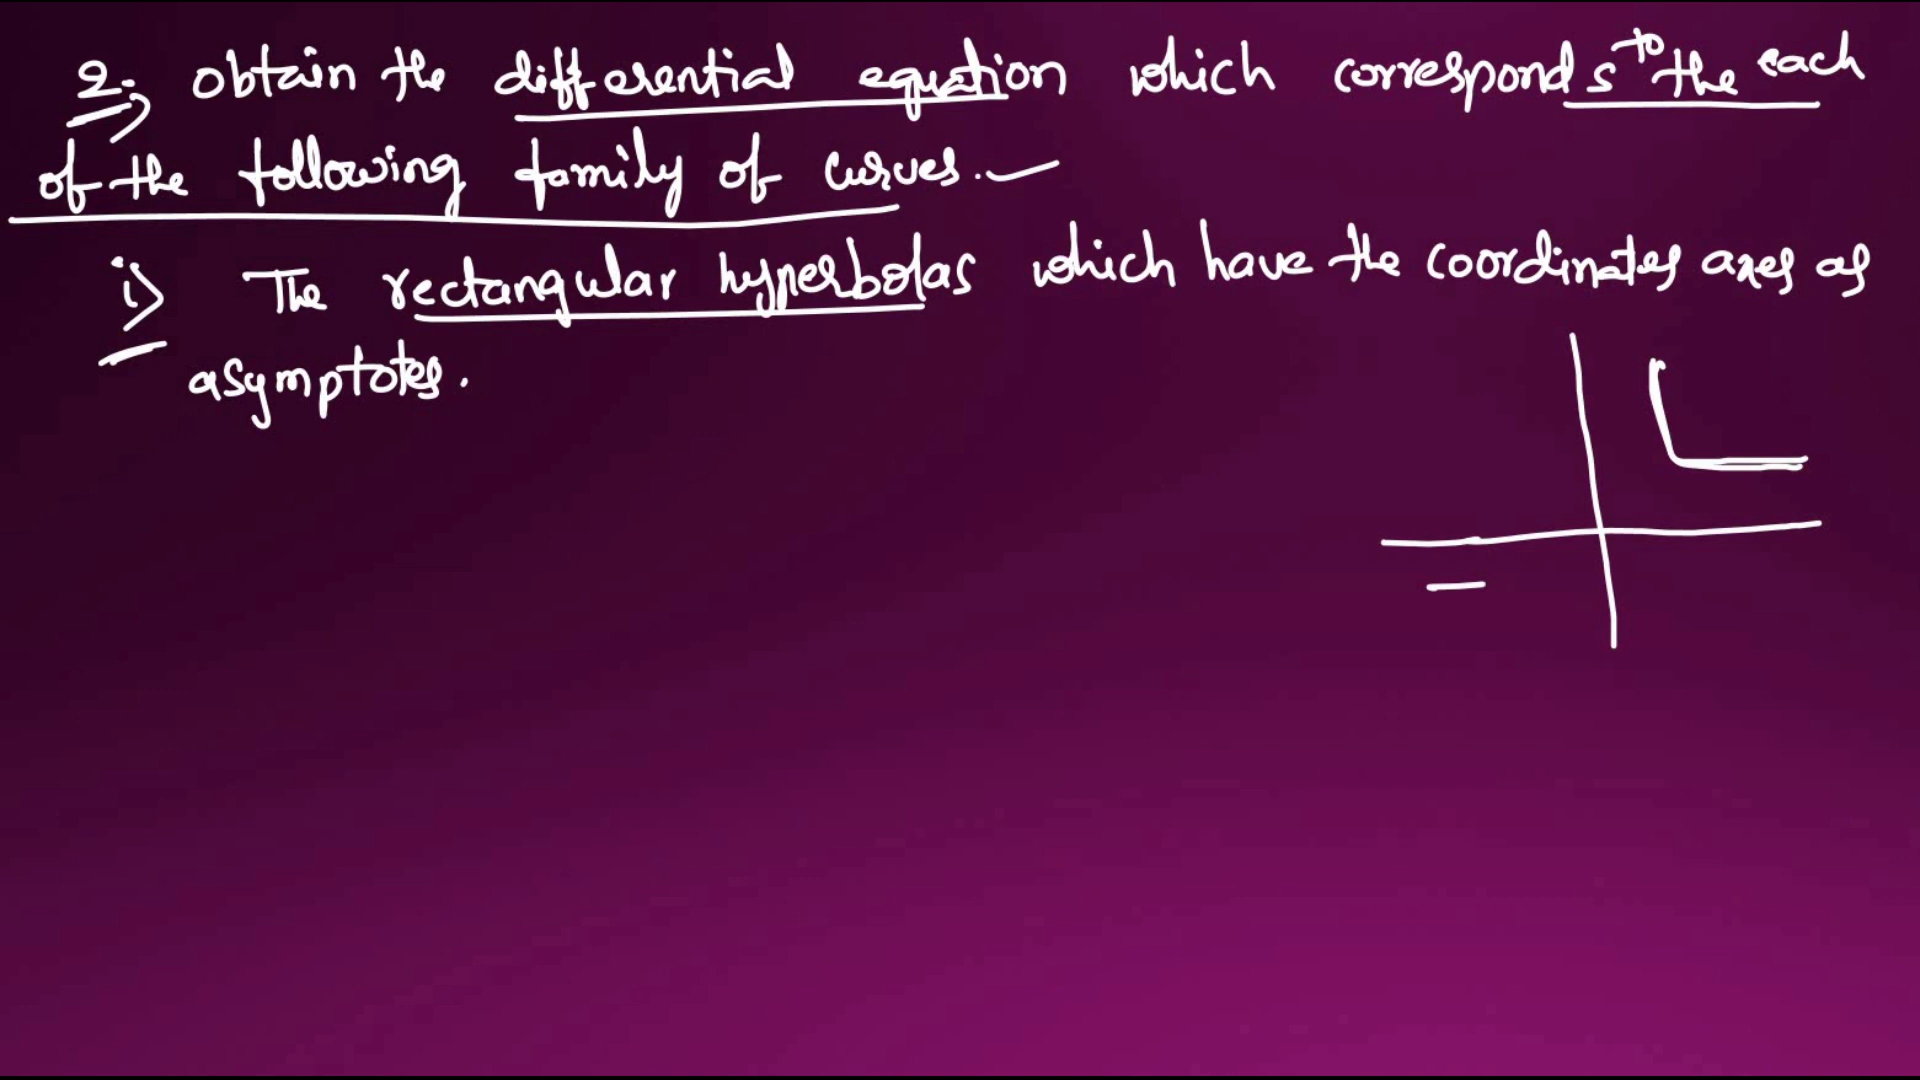 2. obtain the differential equation which corresponds to the each
of the following family of curves.
i) The rectangular hyperbolas which have the coordinates axes as
asymptotes.